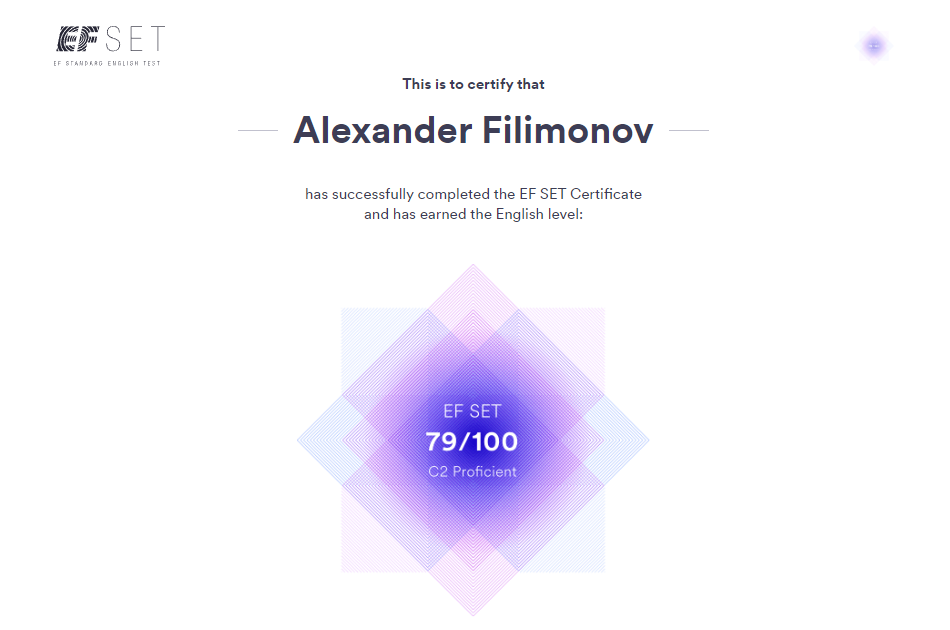 EF SET
EF STANDARD ENGLISH TEST
This is to certify that
Alexander Filimonov
has successfully completed the EF SET Certificate
and has earned the English level:
EF SET
79/100
C2 Proficient